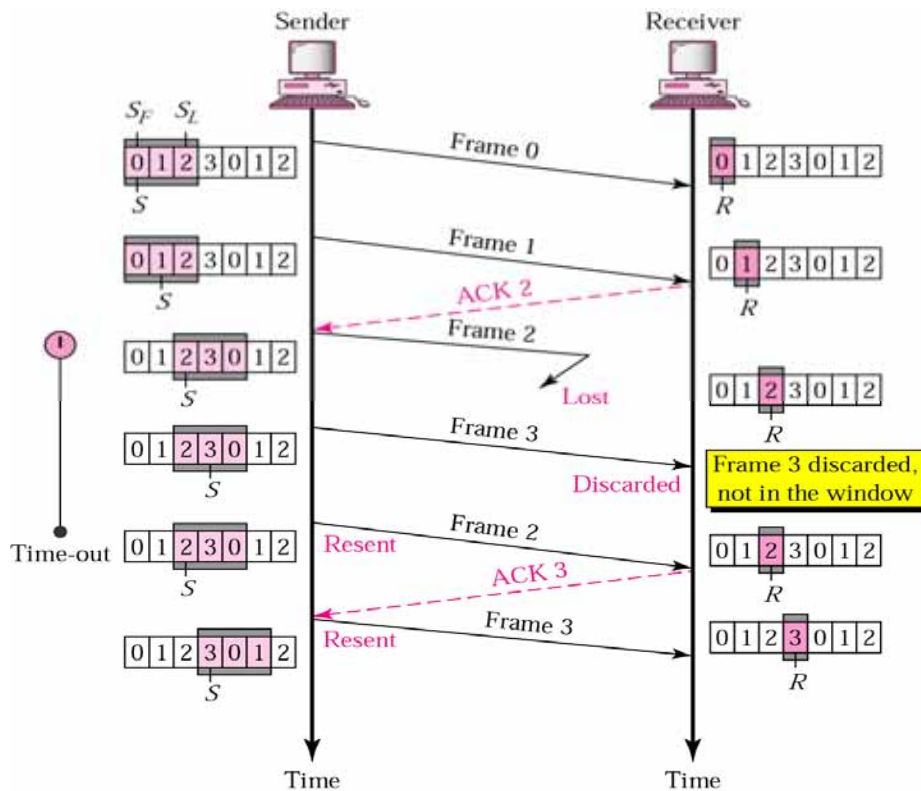 Sender
Receiver
S_F S_L
0 1 2 3 0 1 2
S
Frame 0
0 1 2 3 0 1 2
R
0 1 2 3 0 1 2
S
Frame 1
0 1 2 3 0 1 2
R
ACK 2
0 1 2 3 0 1 2
S
Frame 2
Lost
0 1 2 3 0 1 2
R
0 1 2 3 0 1 2
S
Frame 3
Discarded
Frame 3 discarded,
not in the window
Time-out
0 1 2 3 0 1 2
S
Resent
Frame 2
0 1 2 3 0 1 2
R
ACK 3
0 1 2 3 0 1 2
S
Resent
Frame 3
0 1 2 3 0 1 2
R
Time
Time